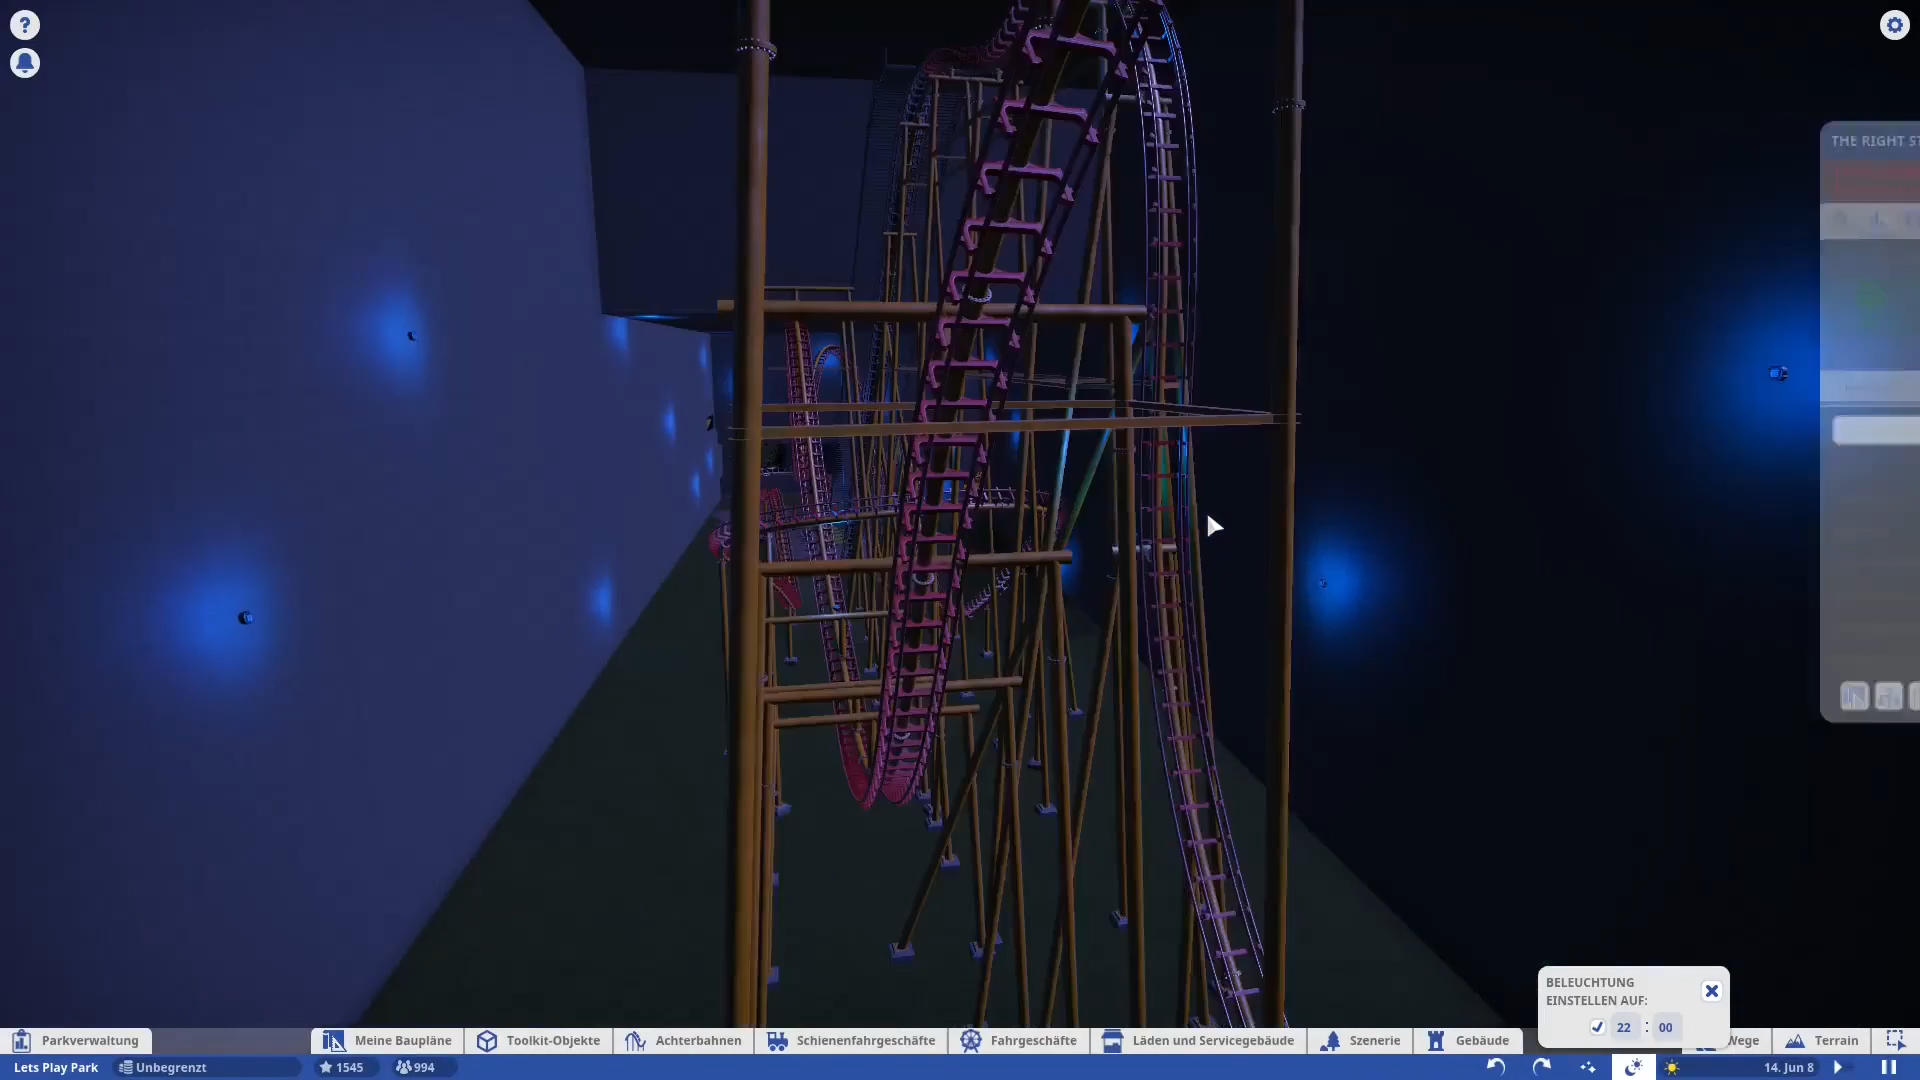 ?
THE RIGHT
BELEUCHTUNG
EINSTELLEN AUF:
22 : 00
Parkverwaltung
Meine Baupläne
Toolkit-Objekte
Achterbahnen
Schienenfahrgeschäfte
Fahrgeschäfte
Läden und Servicegebäude
Szenerie
Gebäude
Wege
Terrain
Lets Play Park
Unbegrenzt
1545
994
14. Jun 8